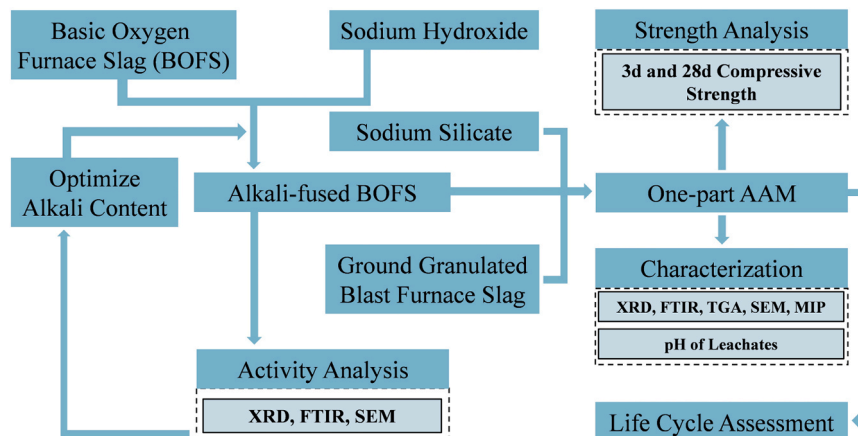 Basic Oxygen
Furnace Slag (BOFS)
Sodium Hydroxide
Strength Analysis
3d and 28d Compressive
Strength
Sodium Silicate
Optimize
Alkali Content
Alkali-fused BOFS
One-part AAM
Ground Granulated
Blast Furnace Slag
Characterization
XRD, FTIR, TGA, SEM, MIP
pH of Leachates
Activity Analysis
XRD, FTIR, SEM
Life Cycle Assessment